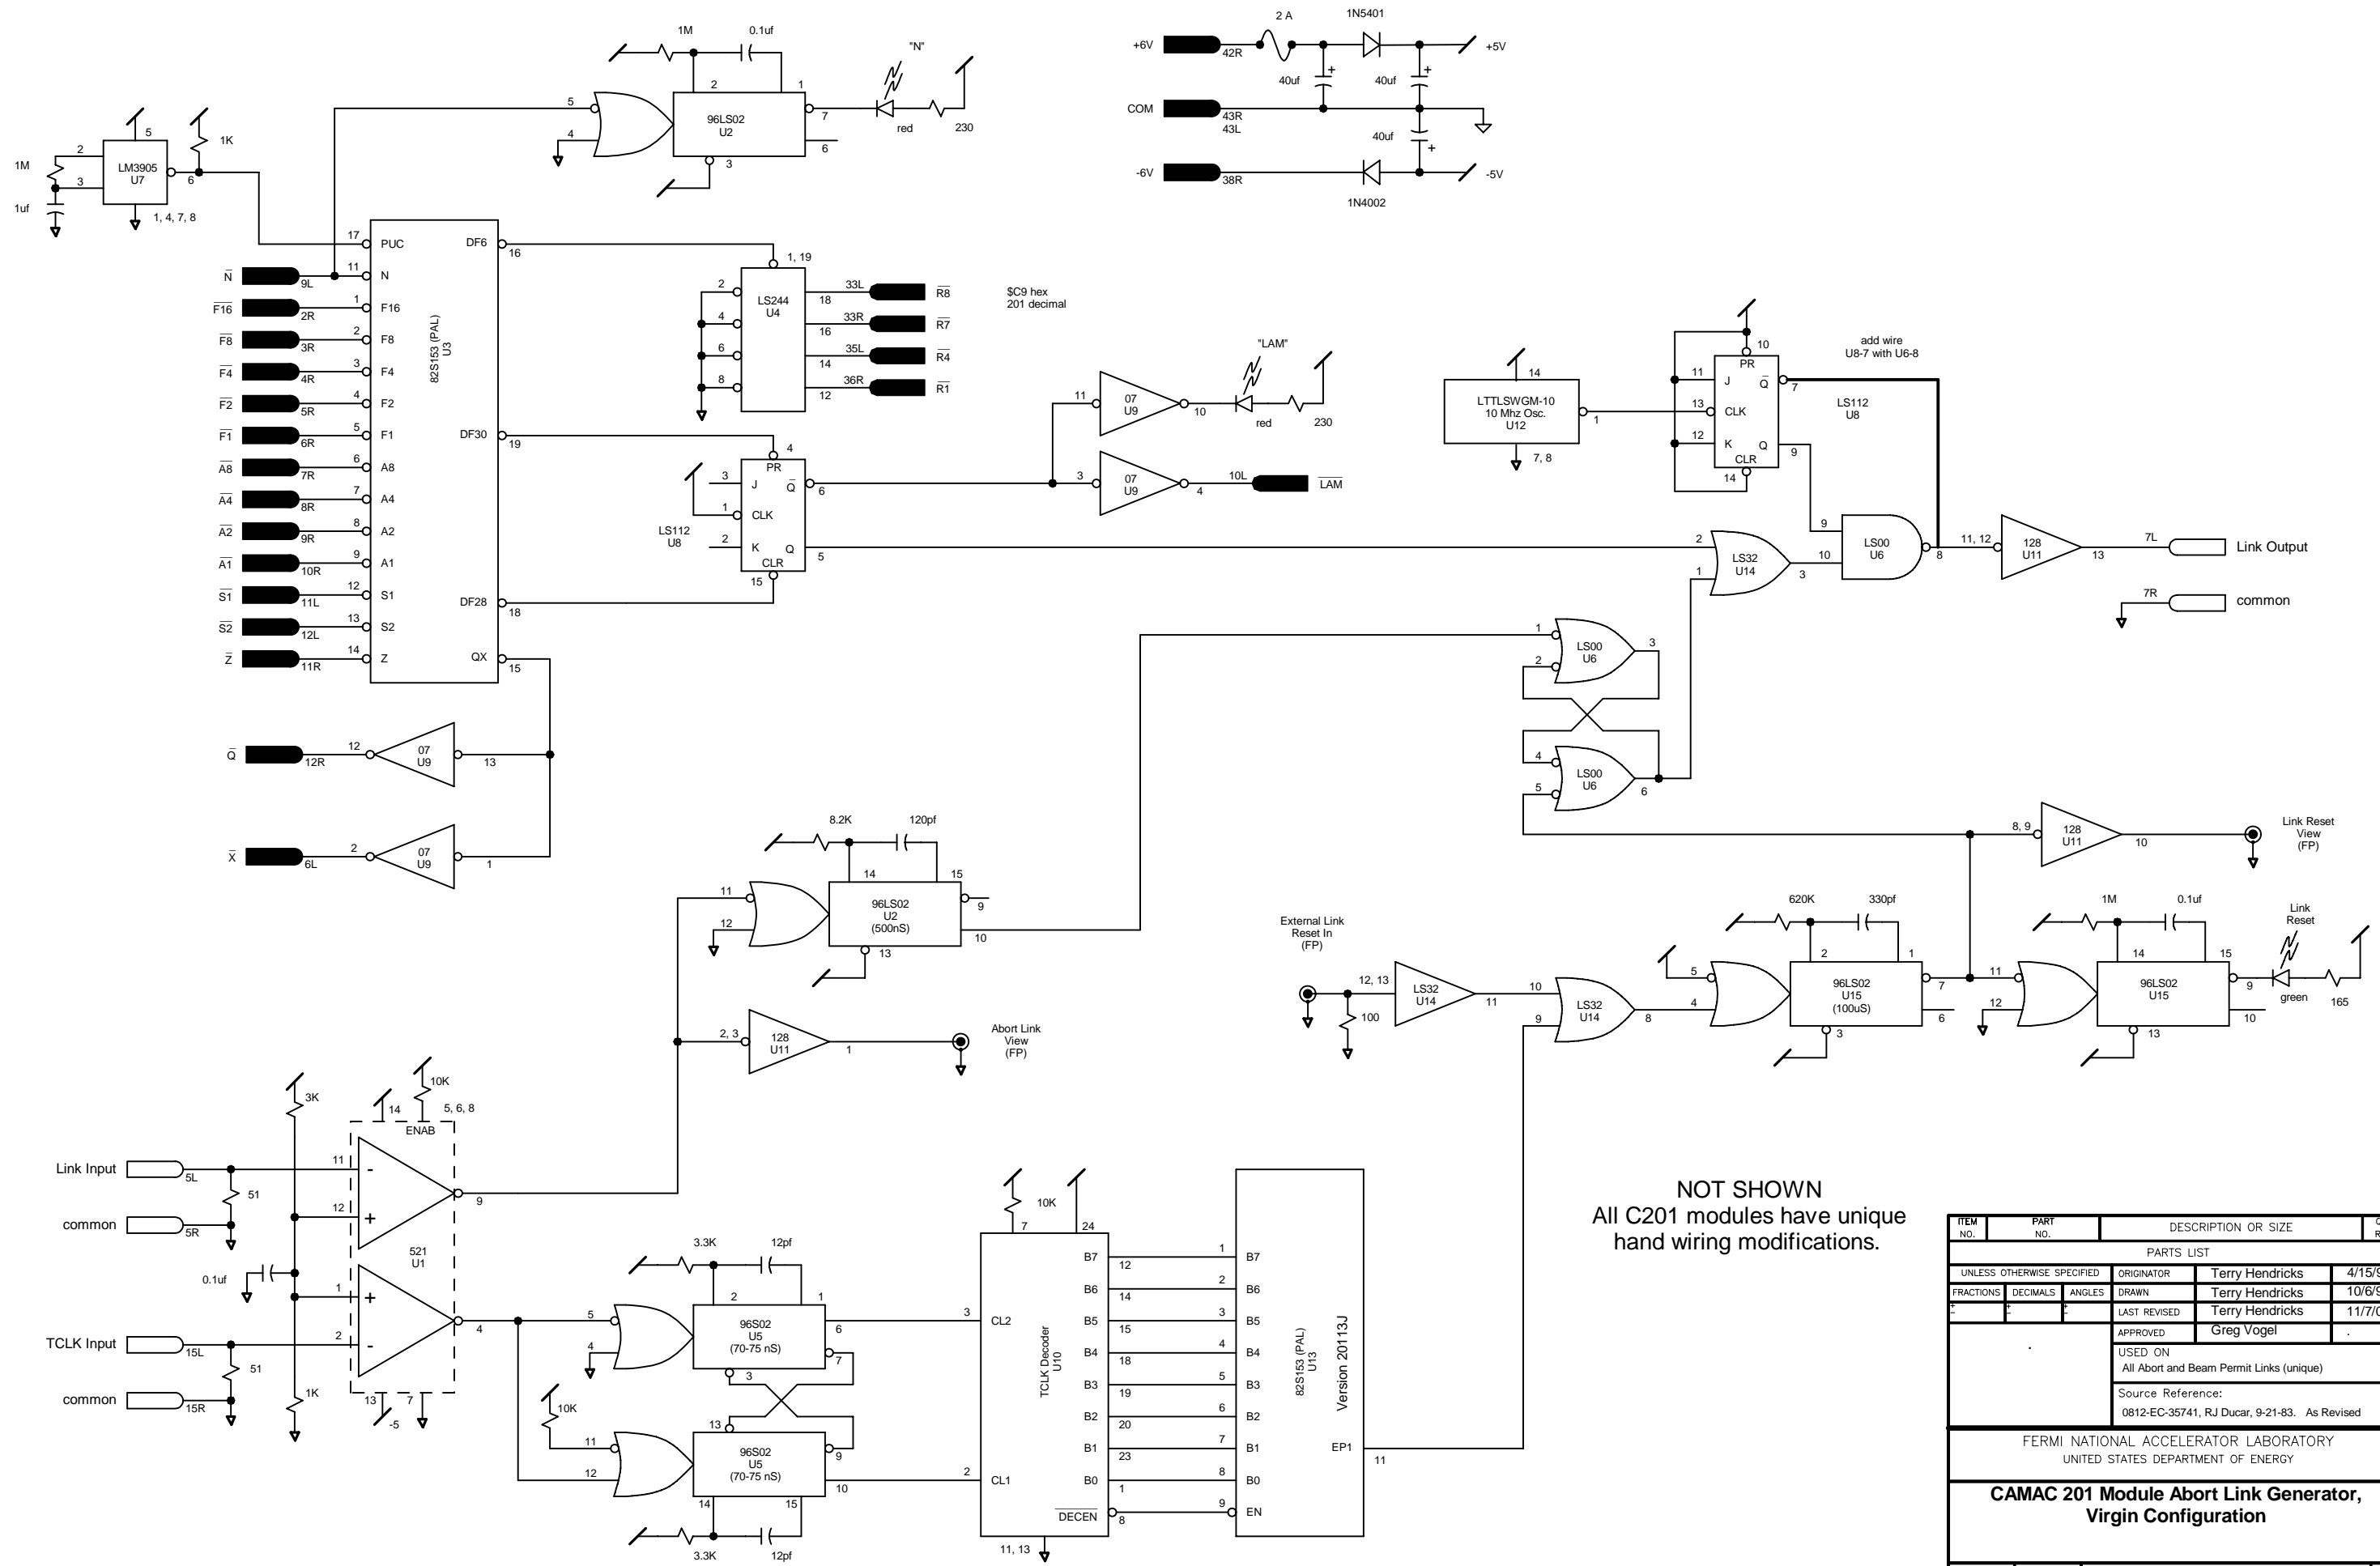 1M
0.1uf
"N"
2
1
5
4
96LS02
U2
7
6
3
red
230
2 A
1N5401
+6V
42R
+5V
40uf
+
40uf
+
COM
43R
43L
40uf
+
-6V
38R
-5V
1N4002
1M
2
3
1uf
5
LM3905
U7
6
1, 4, 7, 8
1K
17
PUC
N
9L
11
N
F16
2R
1
F16
F8
3R
2
F8
F4
4R
3
F4
F2
5R
4
F2
F1
6R
5
F1
A8
7R
6
A8
A4
8R
7
A4
A2
9R
8
A2
A1
10R
9
A1
S1
11L
12
S1
S2
12L
13
S2
Z
11R
14
Z
82S153 (PAL)
U3
DF6
16
DF30
19
DF28
18
QX
15
1, 19
LS244
U4
2
4
6
8
18
33L
R8
16
33R
R7
14
35L
R4
12
36R
R1
$C9 hex
201 decimal
4
PR
3
J
Q
6
1
CLK
2
K
Q
5
CLR
15
LS112
U8
11
07
U9
10
"LAM"
red
230
3
07
U9
4
10L
LAM
14
LTTLSWGM-10
10 Mhz Osc.
U12
1
7, 8
10
PR
11
J
Q
7
13
CLK
12
K
Q
9
CLR
14
add wire
U8-7 with U6-8
LS112
U8
2
1
LS32
U14
3
9
10
LS00
U6
8
11, 12
128
U11
13
7L
Link Output
7R
common
1
2
LS00
U6
3
4
5
LS00
U6
6
8, 9
128
U11
10
Link Reset
View
(FP)
Q
12R
12
07
U9
13
X
6L
2
07
U9
1
8.2K
120pf
14
15
11
12
96LS02
U2
(500nS)
9
10
13
2, 3
128
U11
1
Abort Link
View
(FP)
External Link
Reset In
(FP)
100
12, 13
LS32
U14
11
10
9
LS32
U14
8
620K
330pf
2
1
5
4
96LS02
U15
(100uS)
7
6
3
1M
0.1uf
14
15
11
12
96LS02
U15
9
10
13
Link
Reset
green
165
3K
14
10K
5, 6, 8
ENAB
Link Input
5L
51
common
5R
11
-
12
+
9
521
U1
0.1uf
1
+
2
-
4
TCLK Input
15L
51
common
15R
1K
13
-5
7
3.3K
12pf
2
1
5
4
96S02
U5
(70-75 nS)
6
7
3
10K
13
11
12
96S02
U5
(70-75 nS)
9
10
14
15
3.3K
12pf
10K
7
24
3
CL2
2
CL1
TCLK Decoder
U10
B7
12
B6
14
B5
15
B4
18
B3
19
B2
20
B1
23
B0
1
DECEN
8
11, 13
1
B7
2
B6
3
B5
4
B4
5
B3
6
B2
7
B1
8
B0
9
EN
82S153 (PAL)
U13
Version 20113J
EP1
11
NOT SHOWN
All C201 modules have unique
hand wiring modifications.
ITEM NO.
PART NO.
DESCRIPTION OR SIZE
PARTS LIST
UNLESS OTHERWISE SPECIFIED
ORIGINATOR
Terry Hendricks
4/15/9
FRACTIONS
DECIMALS
ANGLES
DRAWN
Terry Hendricks
10/6/9
±
±
±
LAST REVISED
Terry Hendricks
11/7/0
APPROVED
Greg Vogel
.
.
USED ON
All Abort and Beam Permit Links (unique)
Source Reference:
0812-EC-35741, RJ Ducar, 9-21-83. As Revised
FERMI NATIONAL ACCELERATOR LABORATORY
UNITED STATES DEPARTMENT OF ENERGY
CAMAC 201 Module Abort Link Generator,
Virgin Configuration